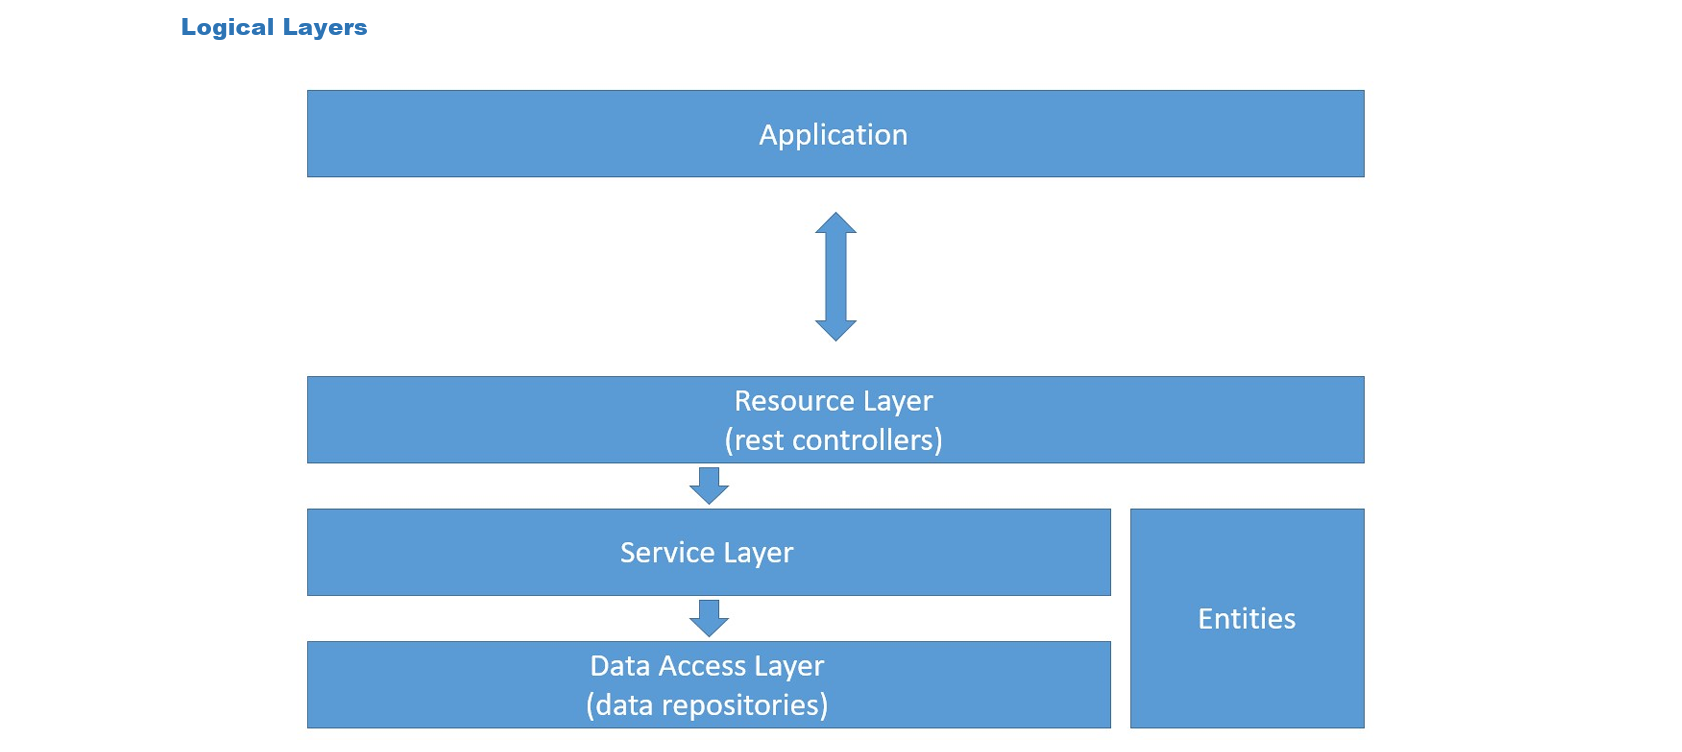 Logical Layers
Application
Resource Layer
(rest controllers)
Service Layer
Entities
Data Access Layer
(data repositories)